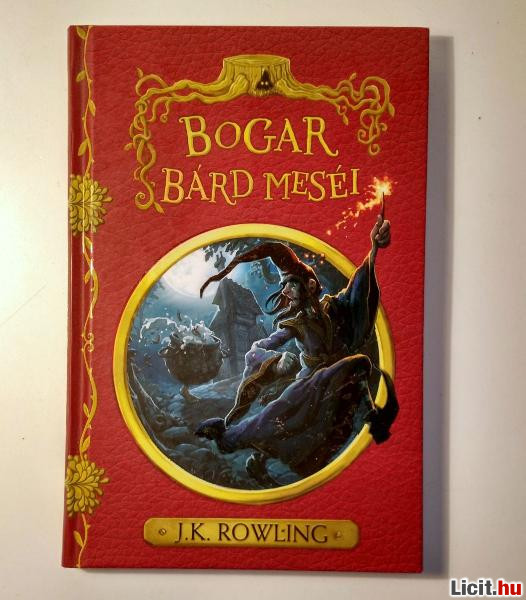 BOGAR
BÁRD MESÉI
J.K. ROWLING
Licit.hu